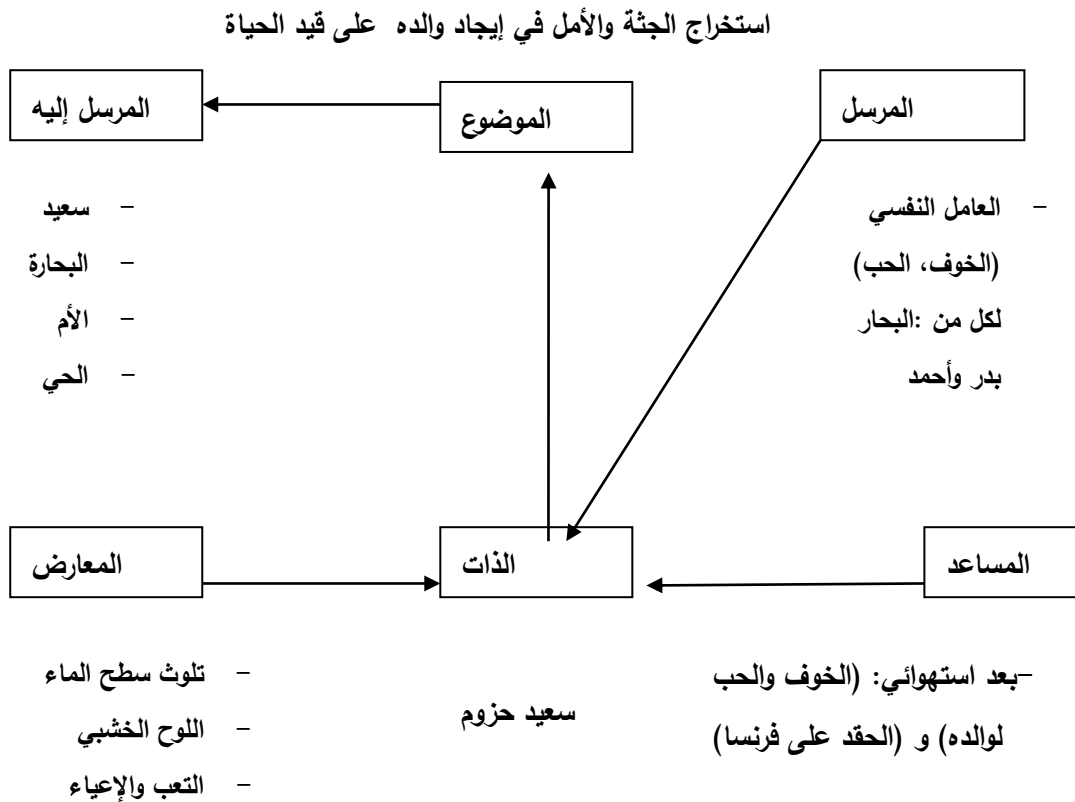 استخراج الجثة والأمل في إيجاد والده على قيد الحياة
المرسل
الموضوع
المرسل إليه
– العامل النفسي
(الخوف، الحب)
لكل من :البحار
بدر وأحمد
– سعيد
– البحارة
– الأم
– الحي
المساعد
الذات
المعارض
–بعد استهوائي: (الخوف والحب
لوالده) و (الحقد على فرنسا)
سعيد حزوم
– تلوث سطح الماء
– اللوح الخشبي
– التعب والإعياء